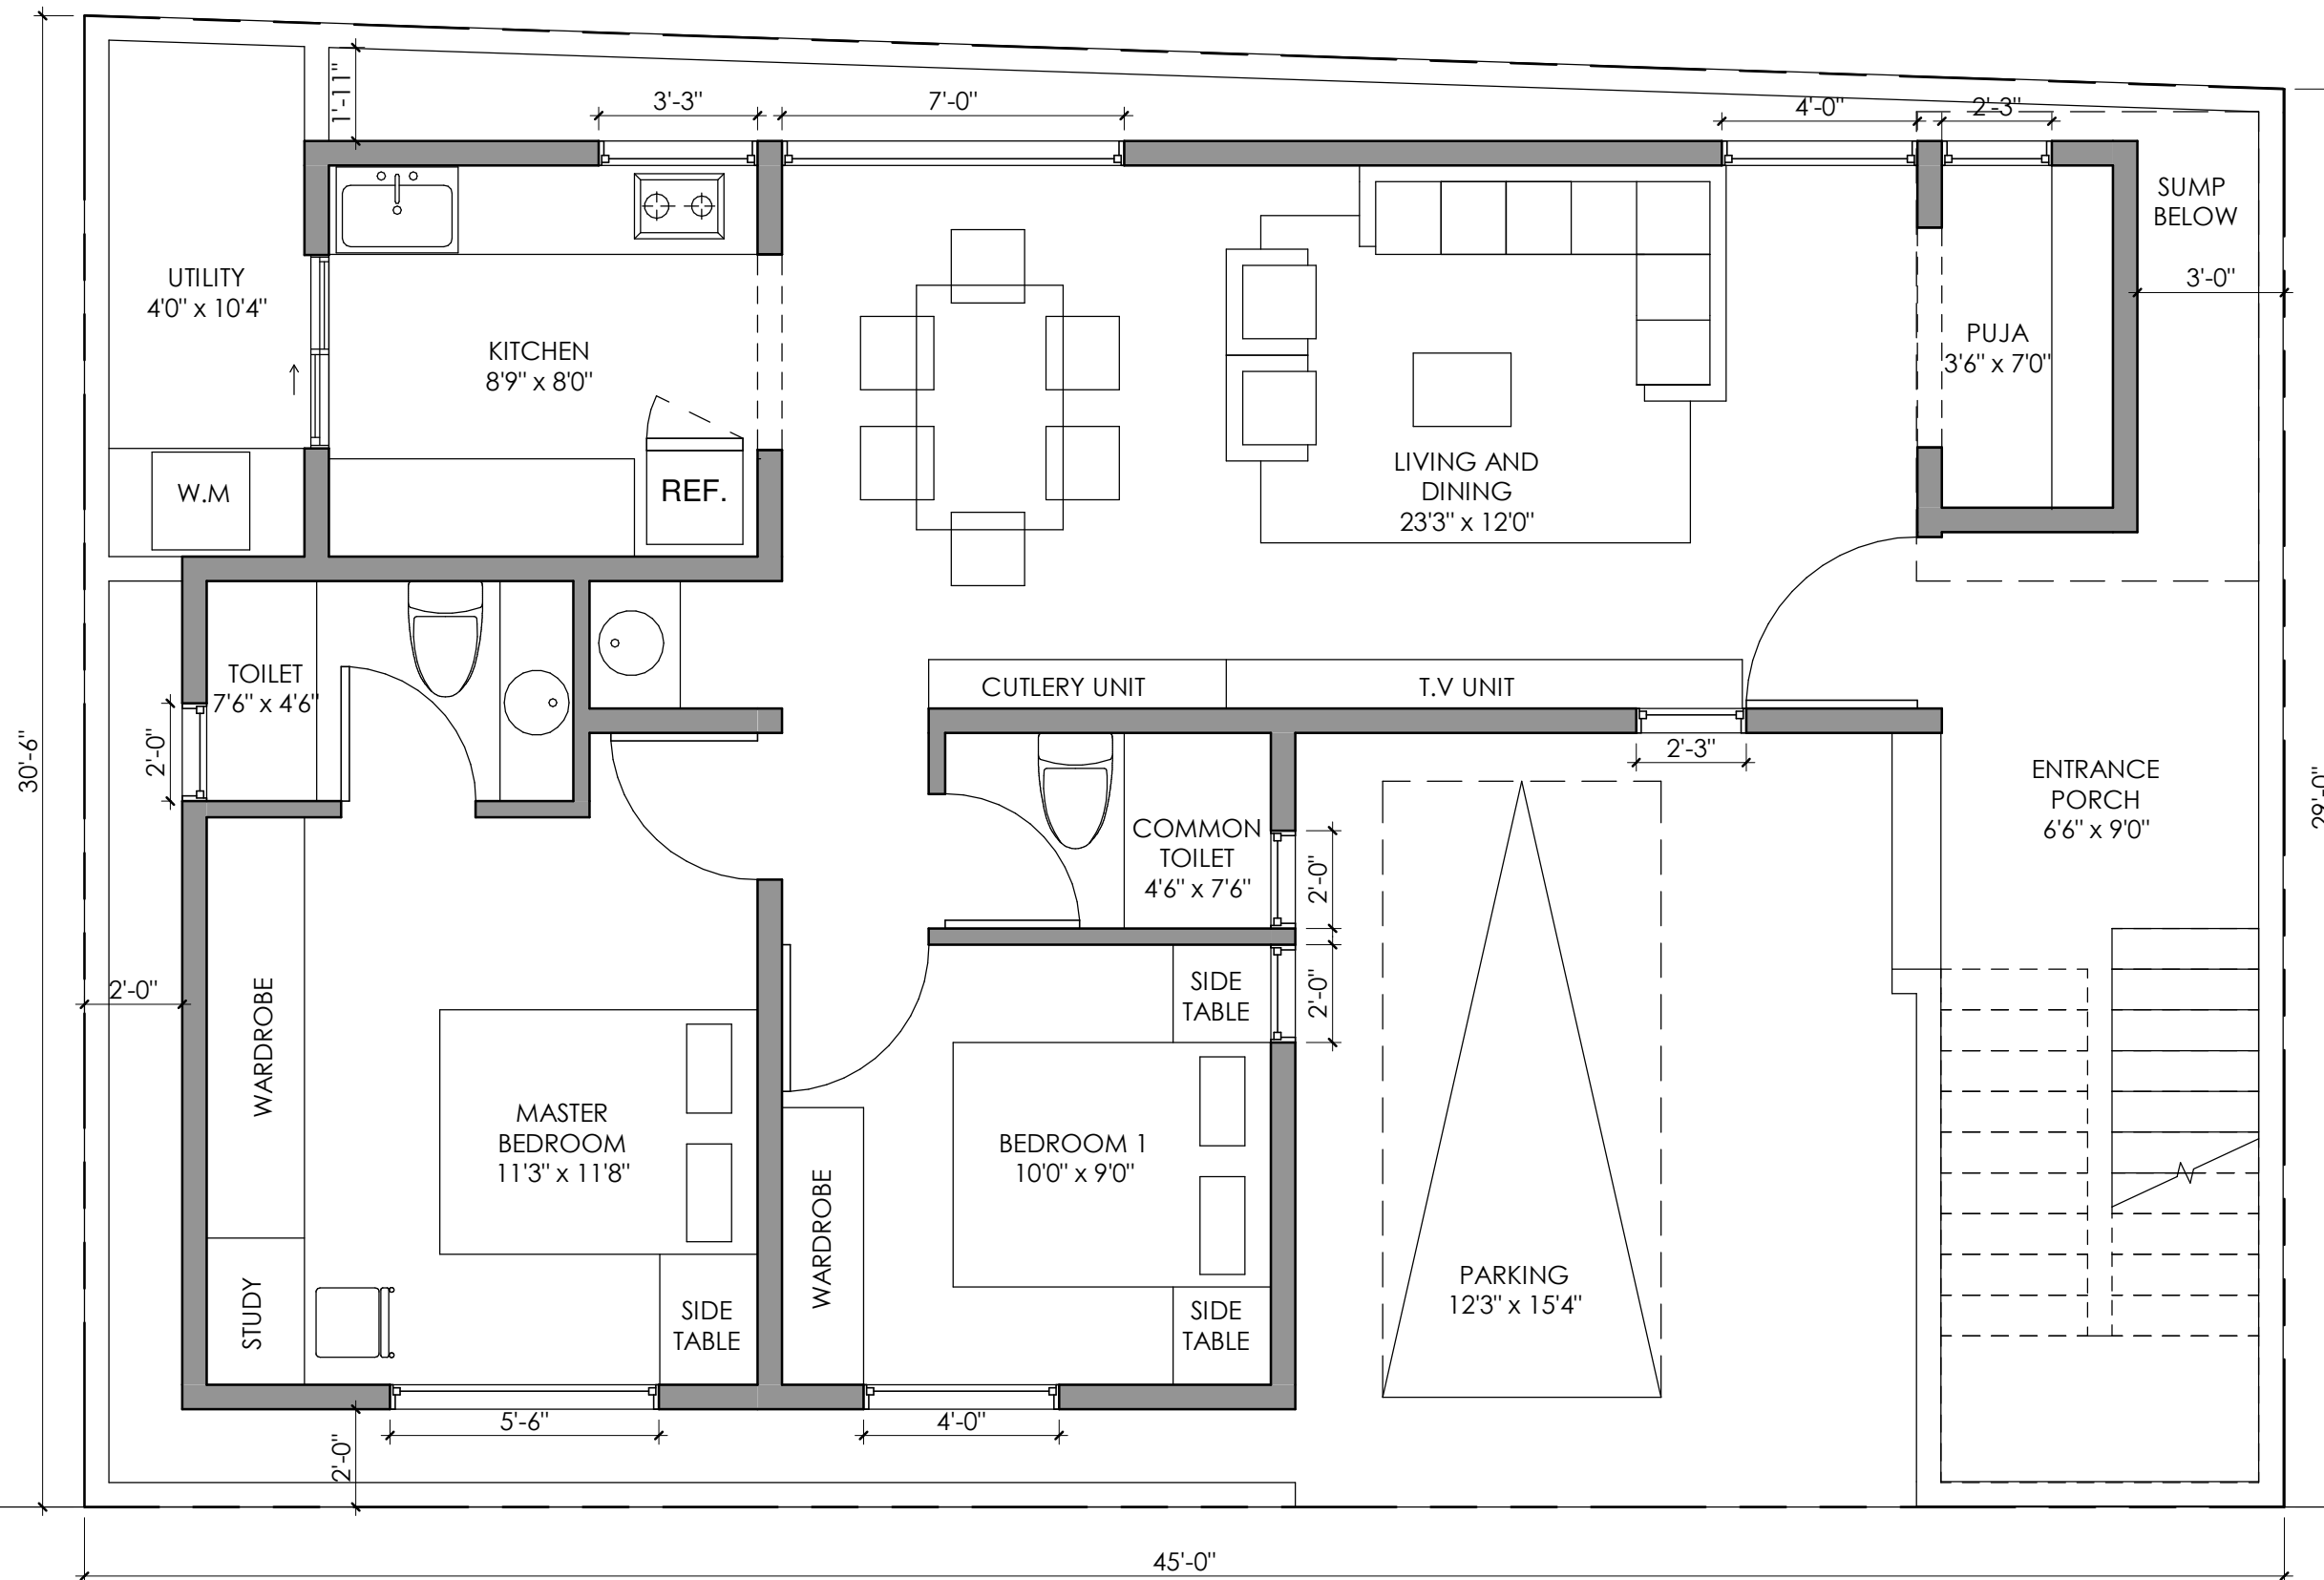 1'-11"
3'-3"
7'-0"
4'-0"
2'-3"
SUMP
BELOW
3'-0"
UTILITY
4'0" x 10'4"
KITCHEN
8'9" x 8'0"
PUJA
3'6" x 7'0"
W.M
REF.
LIVING AND
DINING
23'3" x 12'0"
TOILET
7'6" x 4'6"
2'-0"
30'-6"
CUTLERY UNIT
T.V UNIT
2'-3"
ENTRANCE
PORCH
6'6" x 9'0"
29'-0"
COMMON
TOILET
4'6" x 7'6"
2'-0"
2'-0"
2'-0"
WARDROBE
SIDE
TABLE
MASTER
BEDROOM
11'3" x 11'8"
BEDROOM 1
10'0" x 9'0"
WARDROBE
PARKING
12'3" x 15'4"
STUDY
SIDE
TABLE
SIDE
TABLE
5'-6"
4'-0"
2'-0"
45'-0"